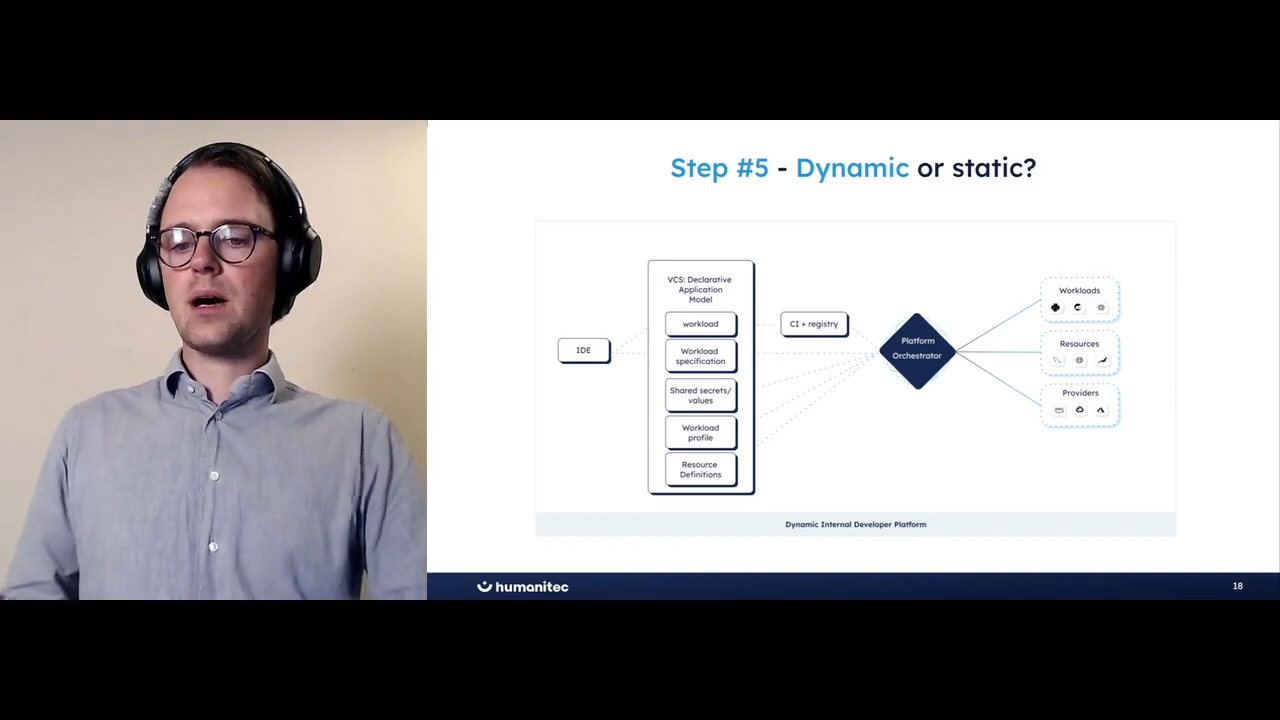 Step #5 - Dynamic or static?
VCS: Declarative
Application
Model
workload
CI + registry
IDE
Workload
specification
Shared secrets/
values
Workload
profile
Resource
Definitions
Platform
Orchestrator
Workloads
Resources
Providers
aws
Dynamic Internal Developer Platform
humanitec
18